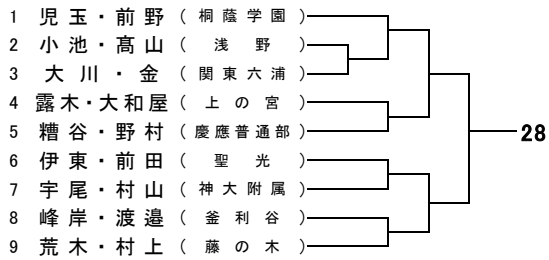 1 児玉・前野 (桐蔭学園)
2 小池・髙山 (浅野)
3 大川・金 (関東六浦)
4 露木・大和屋 (上の宮)
5 糟谷・野村 (慶應普通部)
28
6 伊東・前田 (聖光)
7 宇尾・村山 (神大附属)
8 峰岸・渡邉 (釜利谷)
9 荒木・村上 (藤の木)